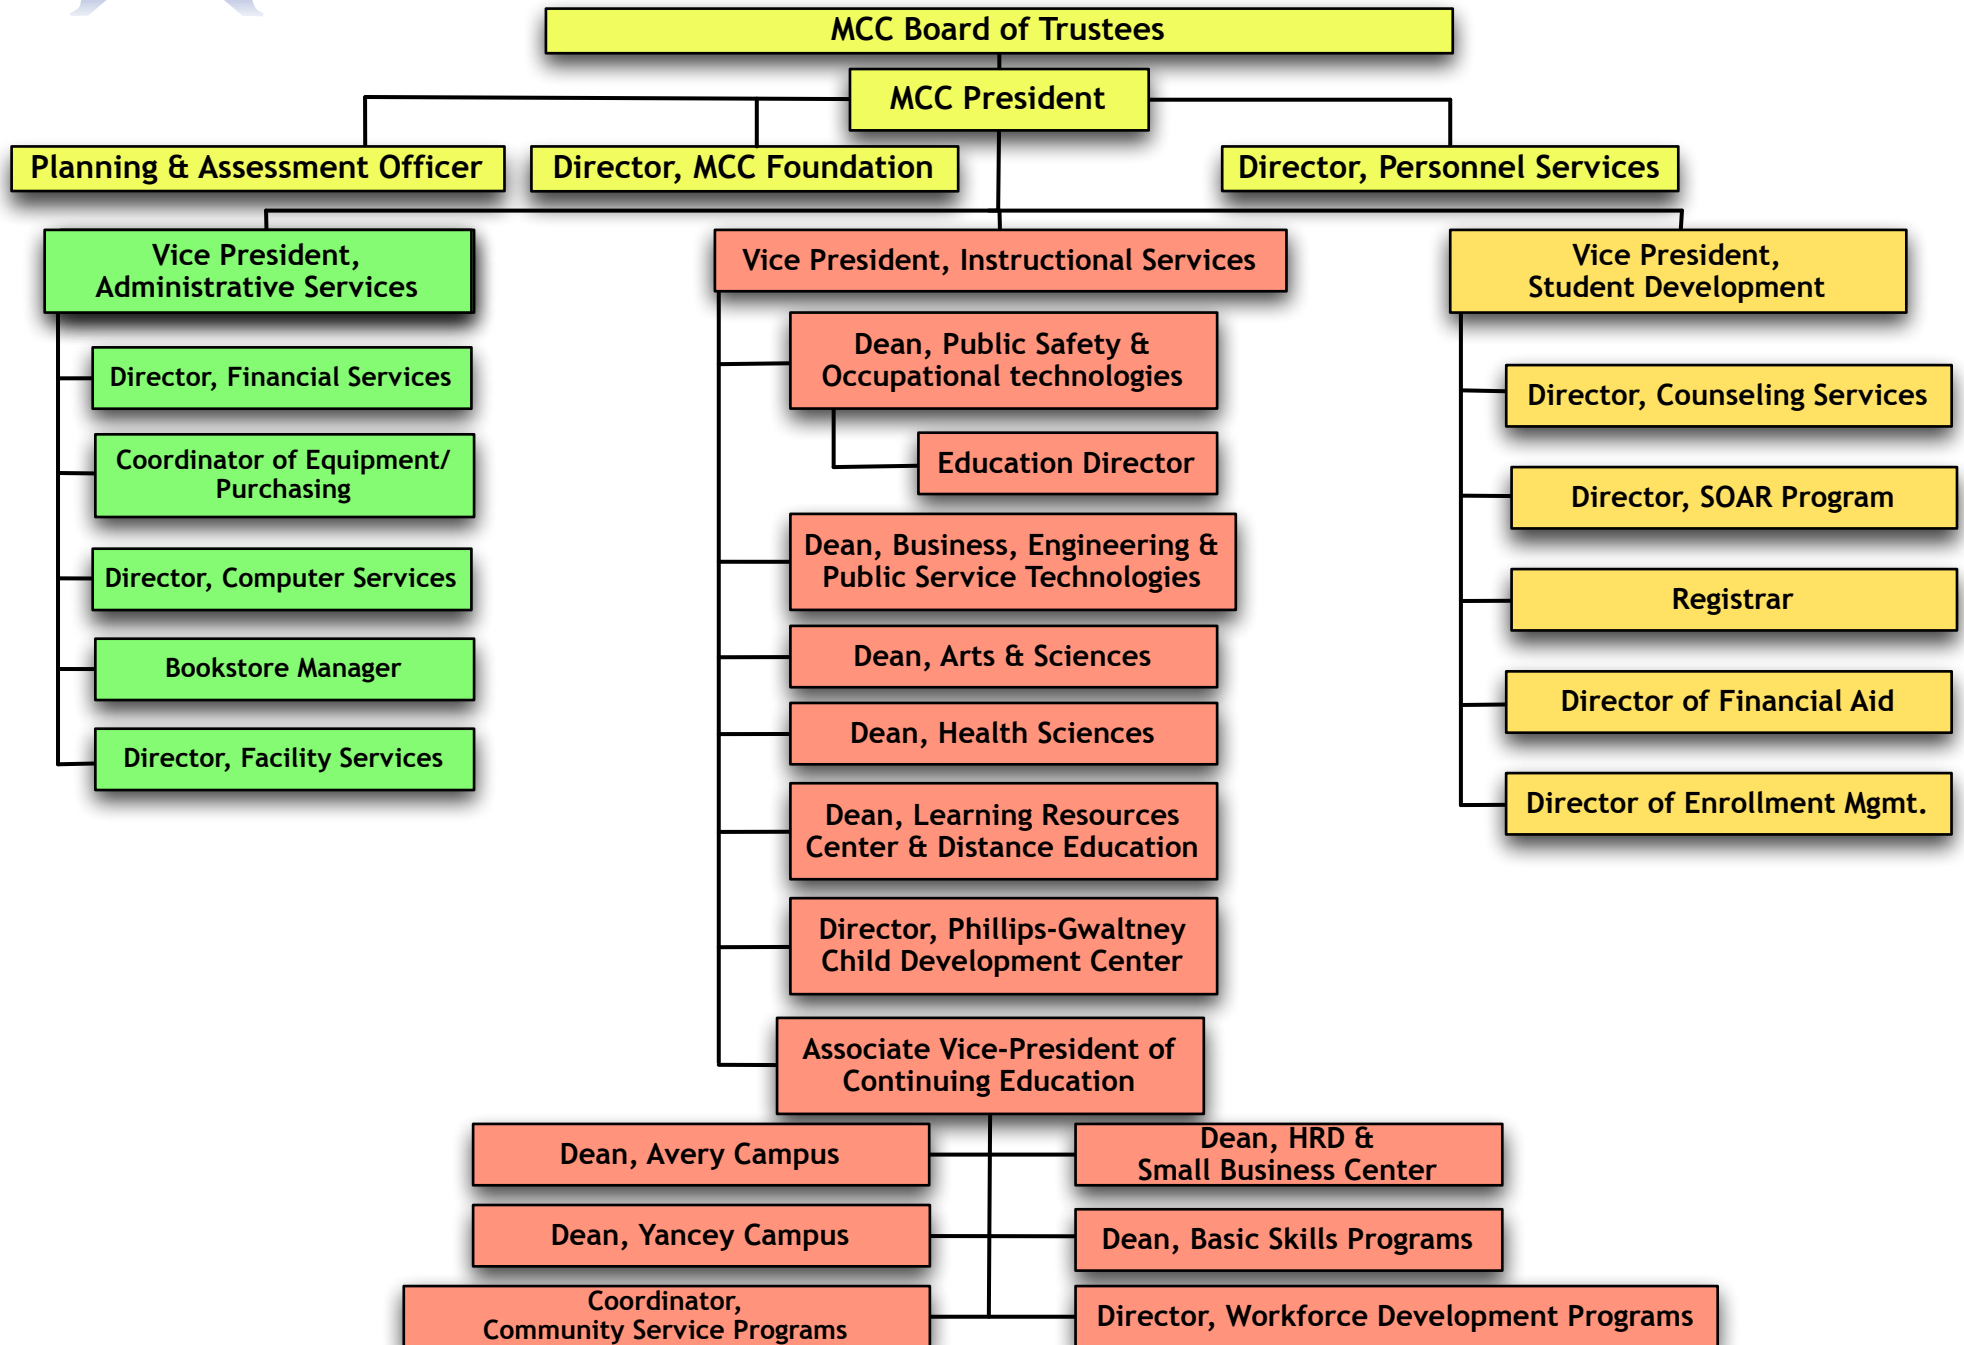 MCC Board of Trustees
MCC President
Planning & Assessment Officer
Director, MCC Foundation
Director, Personnel Services
Vice President,
Administrative Services
Director, Financial Services
Coordinator of Equipment/
Purchasing
Director, Computer Services
Bookstore Manager
Director, Facility Services
Vice President, Instructional Services
Dean, Public Safety &
Occupational technologies
Education Director
Dean, Business, Engineering &
Public Service Technologies
Dean, Arts & Sciences
Dean, Health Sciences
Dean, Learning Resources
Center & Distance Education
Director, Phillips-Gwaltney
Child Development Center
Associate Vice-President of
Continuing Education
Dean, Avery Campus
Dean, HRD &
Small Business Center
Dean, Yancey Campus
Dean, Basic Skills Programs
Coordinator,
Community Service Programs
Director, Workforce Development Programs
Vice President,
Student Development
Director, Counseling Services
Director, SOAR Program
Registrar
Director of Financial Aid
Director of Enrollment Mgmt.